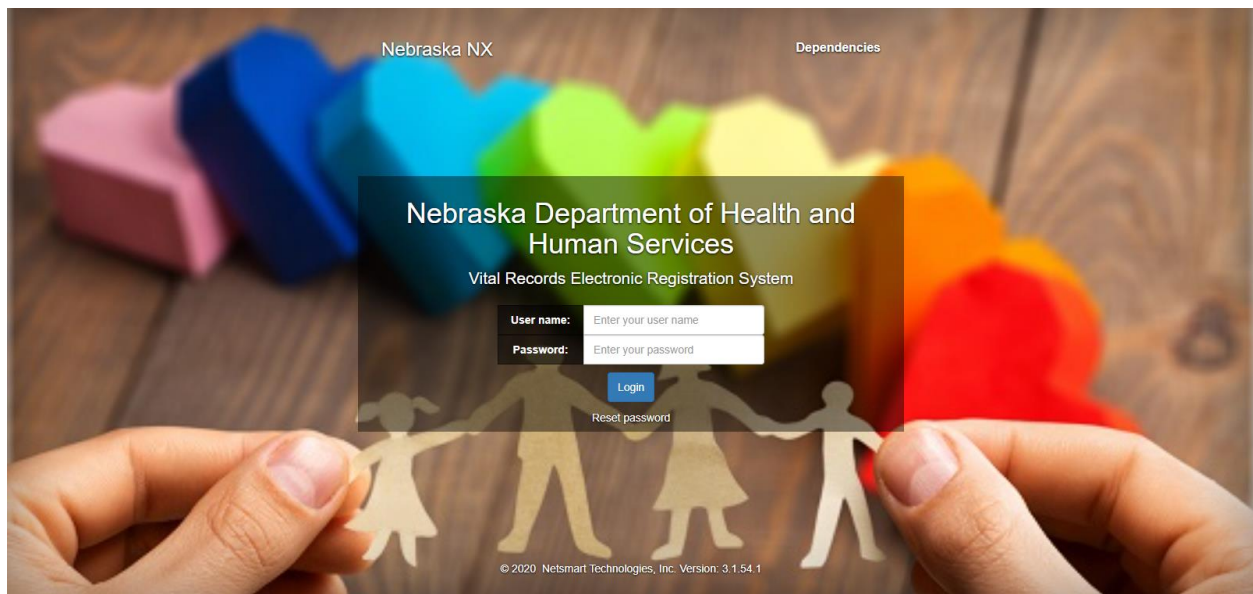 Nebraska NX
Dependencies
Nebraska Department of Health and
Human Services
Vital Records Electronic Registration System
User name:
Enter your user name
Password:
Enter your password
Login
Reset password
© 2020 Netsmart Technologies, Inc. Version: 3.1.54.1